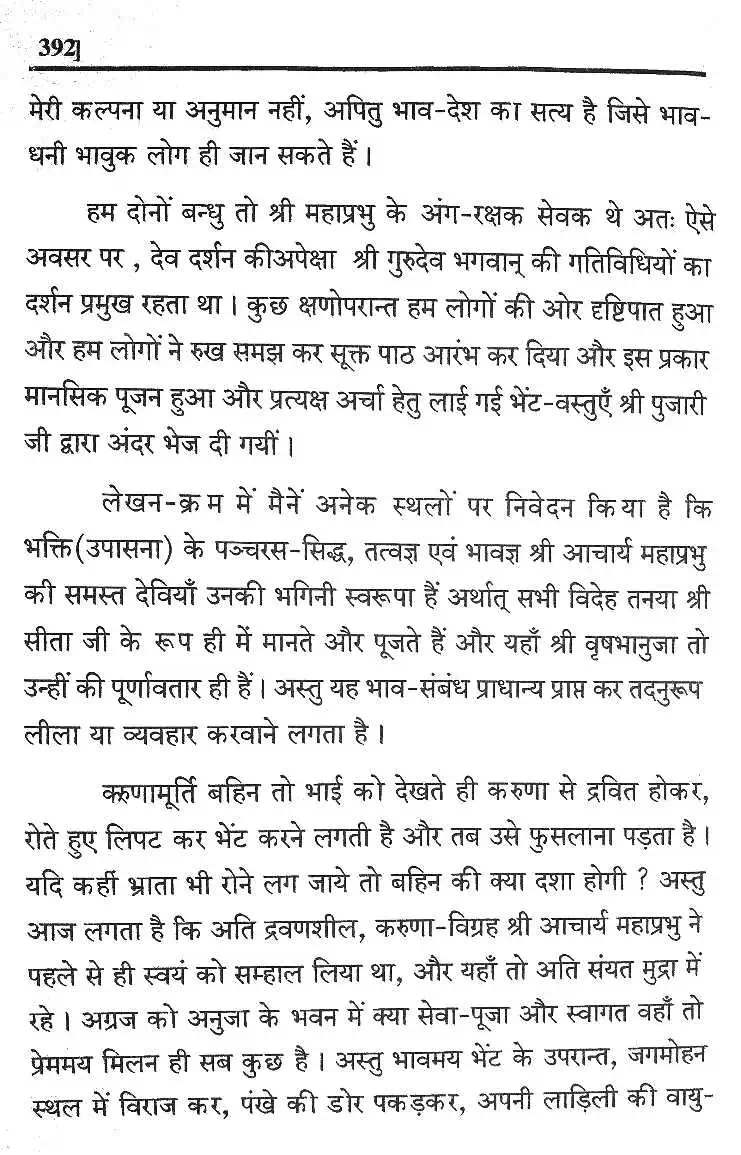 392]
मेरी कल्पना या अनुमान नहीं, अपितु भाव-देश का सत्य है जिसे भाव-
धनी भावुक लोग ही जान सकते हैं ।
हम दोनों बन्धु तो श्री महाप्रभु के अंग-रक्षक सेवक थे अतः ऐसे
अवसर पर , देव दर्शन कीअपेक्षा श्री गुरुदेव भगवान् की गतिविधियों का
दर्शन प्रमुख रहता था । कुछ क्षणोपरान्त हम लोगों की ओर दृष्टिपात हुआ
और हम लोगों ने रुख समझ कर सूक्त पाठ आरंभ कर दिया और इस प्रकार
मानसिक पूजन हुआ और प्रत्यक्ष अर्चा हेतु लाई गई भेंट-वस्तुएँ श्री पुजारी
जी द्वारा अंदर भेज दी गयीं ।
लेखन-क्रम में मैनें अनेक स्थलों पर निवेदन किया है कि
भक्ति(उपासना) के पञ्चरस-सिद्ध, तत्वज्ञ एवं भावज्ञ श्री आचार्य महाप्रभु
की समस्त देवियाँ उनकी भगिनी स्वरूपा हैं अर्थात् सभी विदेह तनया श्री
सीता जी के रूप ही में मानते और पूजते हैं और यहाँ श्री वृषभानुजा तो
उन्हीं की पूर्णावतार ही हैं । अस्तु यह भाव-संबंध प्राधान्य प्राप्त कर तदनुरूप
लीला या व्यवहार करवाने लगता है ।
करुणामूर्ति बहिन तो भाई को देखते ही करुणा से द्रवित होकर,
रोते हुए लिपट कर भेंट करने लगती है और तब उसे फुसलाना पड़ता है ।
यदि कहीं भ्राता भी रोने लग जाये तो बहिन की क्या दशा होगी ? अस्तु
आज लगता है कि अति द्रवणशील, करुणा-विग्रह श्री आचार्य महाप्रभु ने
पहले से ही स्वयं को सम्हाल लिया था, और यहाँ तो अति संयत मुद्रा में
रहे । अग्रज को अनुजा के भवन में क्या सेवा-पूजा और स्वागत वहाँ तो
प्रेममय मिलन ही सब कुछ है । अस्तु भावमय भेंट के उपरान्त, जगमोहन
स्थल में विराज कर, पंखे की डोर पकड़कर, अपनी लाड़िली की वायु-